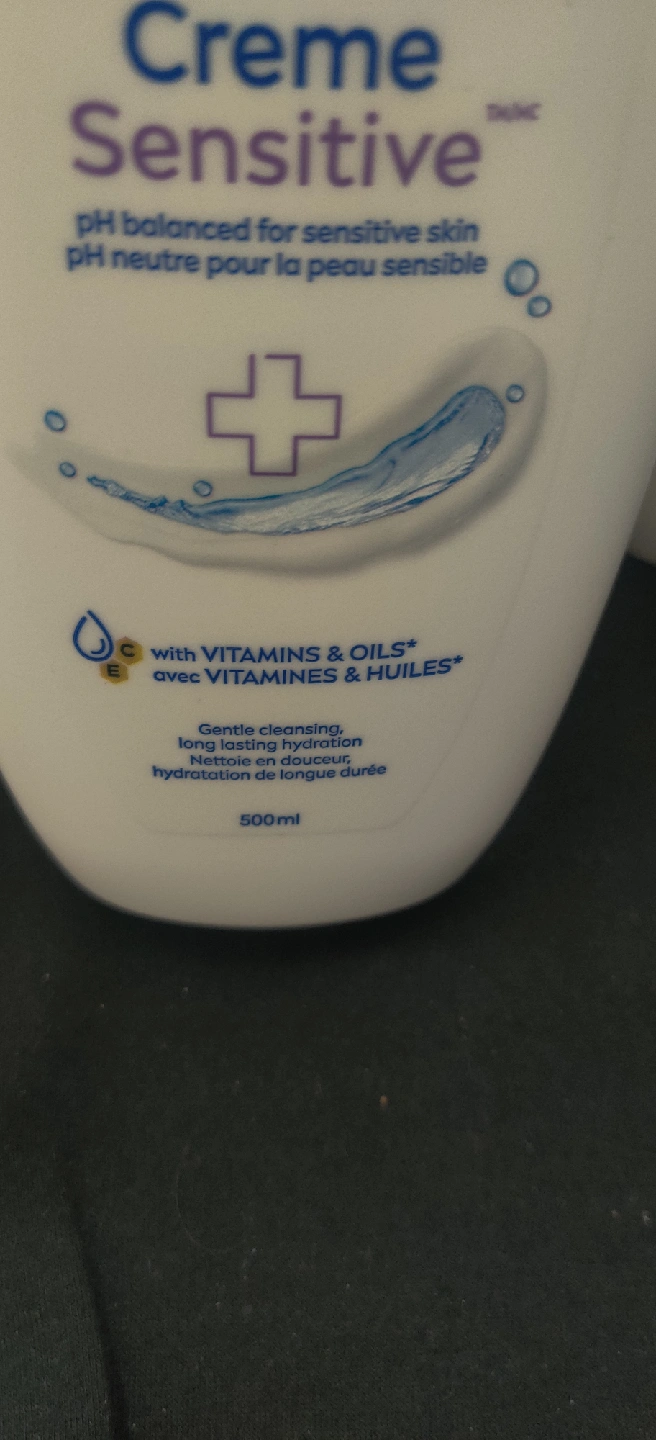 Creme
Sensitive
pH balanced for sensitive skin
pH neutre pour la peau sensible
C
E
with VITAMINS & OILS*
avec VITAMINES & HUILES*
Gentle cleansing,
long lasting hydration
Nettoie en douceur,
hydratation de longue durée
500ml